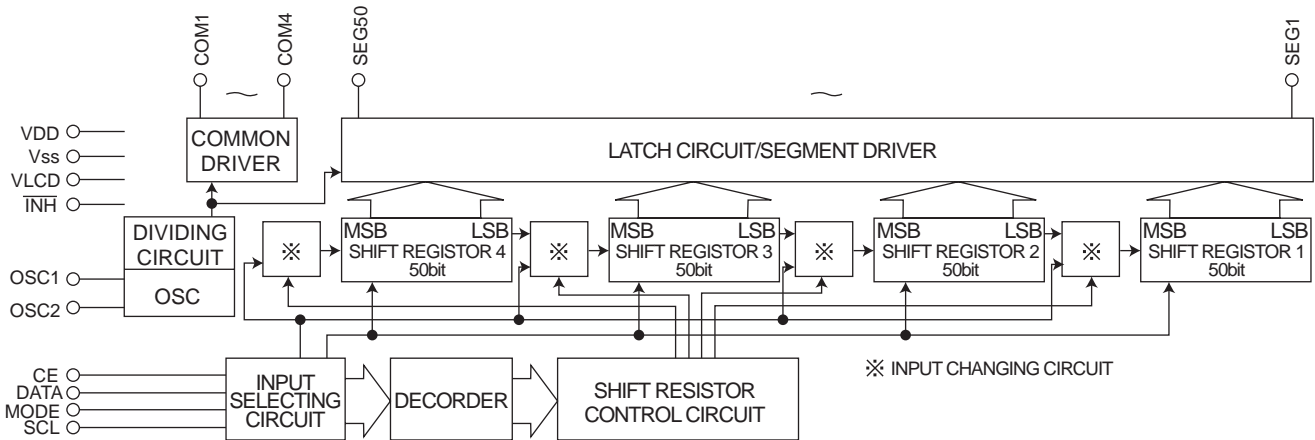 COM1
COM4
SEG50
SEG1
VDD
Vss
VLCD
INH
COMMON
DRIVER
LATCH CIRCUIT/SEGMENT DRIVER
DIVIDING
CIRCUIT
OSC
OSC1
OSC2
※
MSB LSB
SHIFT REGISTOR 4
50bit
※
MSB LSB
SHIFT REGISTOR 3
50bit
※
MSB LSB
SHIFT REGISTOR 2
50bit
※
MSB LSB
SHIFT REGISTOR 1
50bit
CE
DATA
MODE
SCL
INPUT
SELECTING
CIRCUIT
DECORDER
SHIFT RESISTOR
CONTROL CIRCUIT
※ INPUT CHANGING CIRCUIT